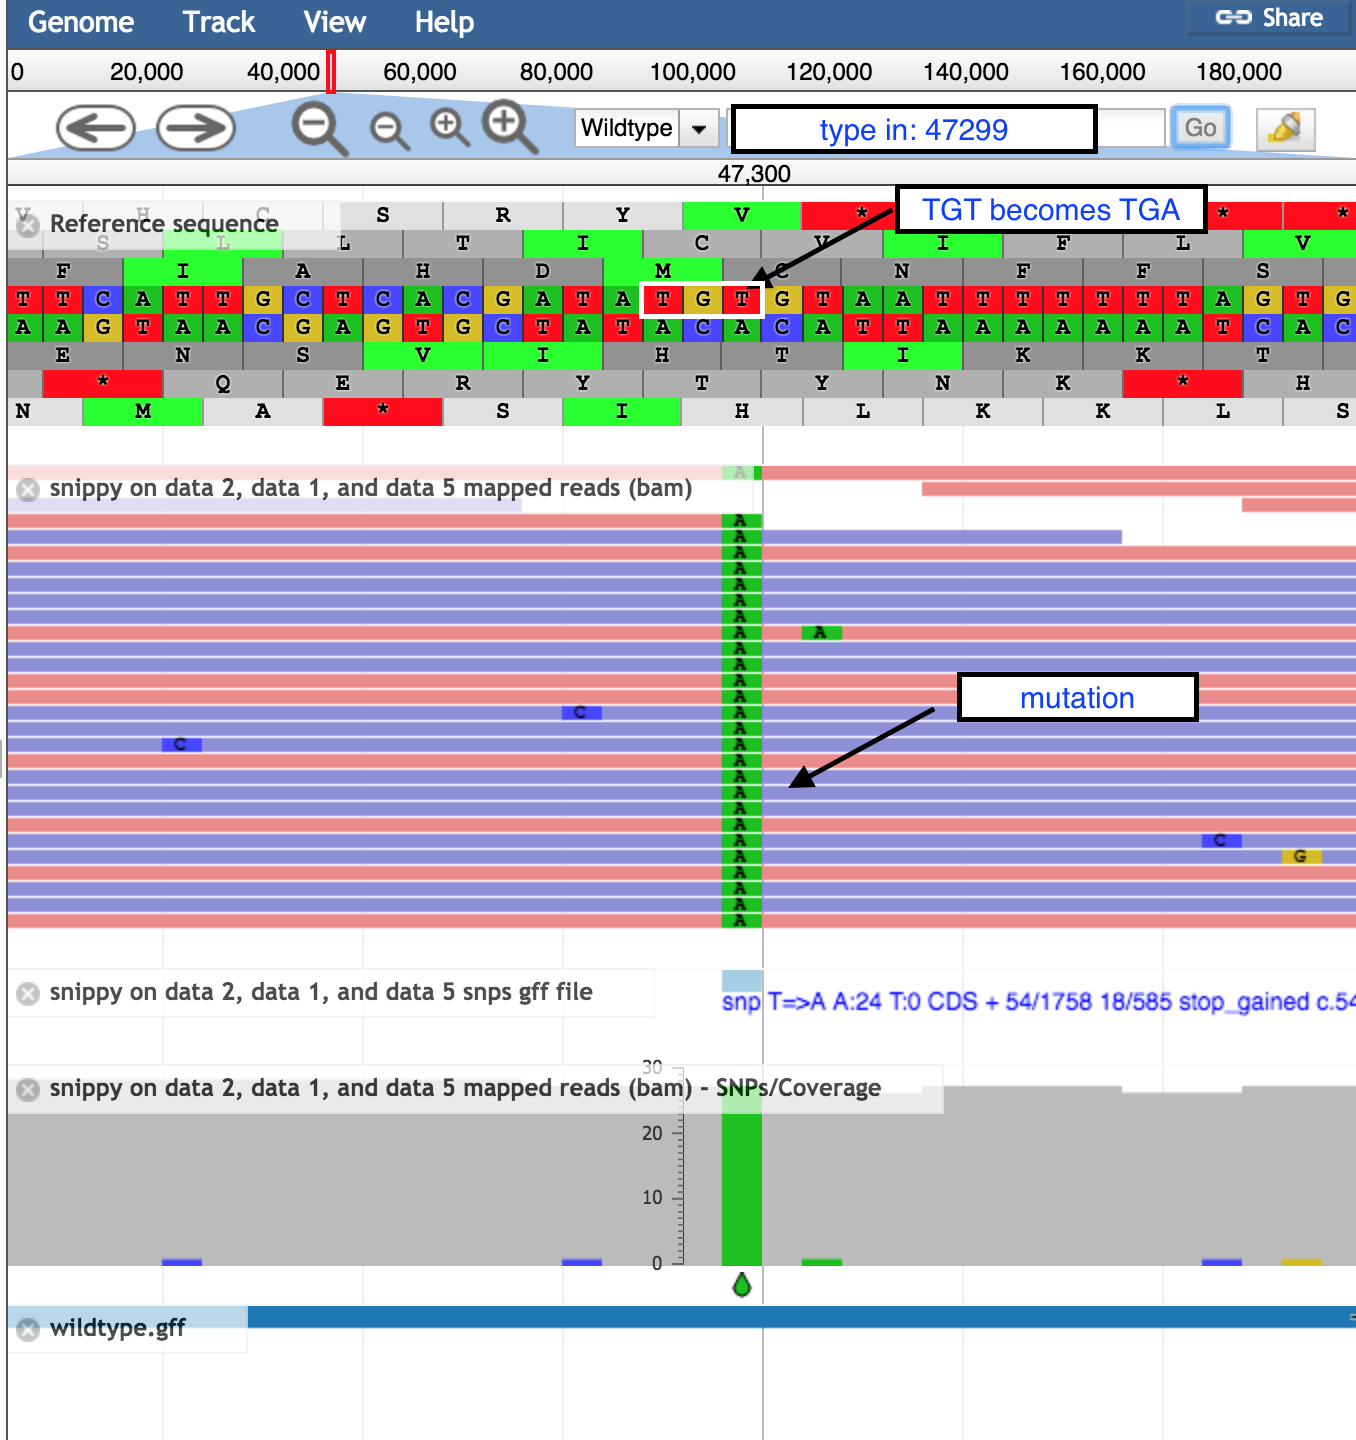 Genome Track View Help Share
0 20,000 40,000 60,000 80,000 100,000 120,000 140,000 160,000 180,000
Wildtype type in: 47299 Go
47,300
V H C S R Y V * * *
Reference sequence
TGT becomes TGA
S L L T I C V I F L V
F I A H D M C N F F S
T T C A T T G C T C A C G A T A T G T G T A A T T T T T T T A G T G
A A G T A A C G A G T G C T A T A C A C A T T A A A A A A A T C A C
E N S V I H T I K K T
* Q E R Y T Y N K * H
N M A * S I H L K K L S
A
snippy on data 2, data 1, and data 5 mapped reads (bam)
A
A
A
A
A
A
A
A A
A
A
A
A
mutation
C A
A
C A
A
A
A
A
A
A C
A G
A
A
A
A
snippy on data 2, data 1, and data 5 snps gff file
snp T=>A A:24 T:0 CDS + 54/1758 18/585 stop_gained c.54
30
snippy on data 2, data 1, and data 5 mapped reads (bam) - SNPs/Coverage
20
10
0
wildtype.gff